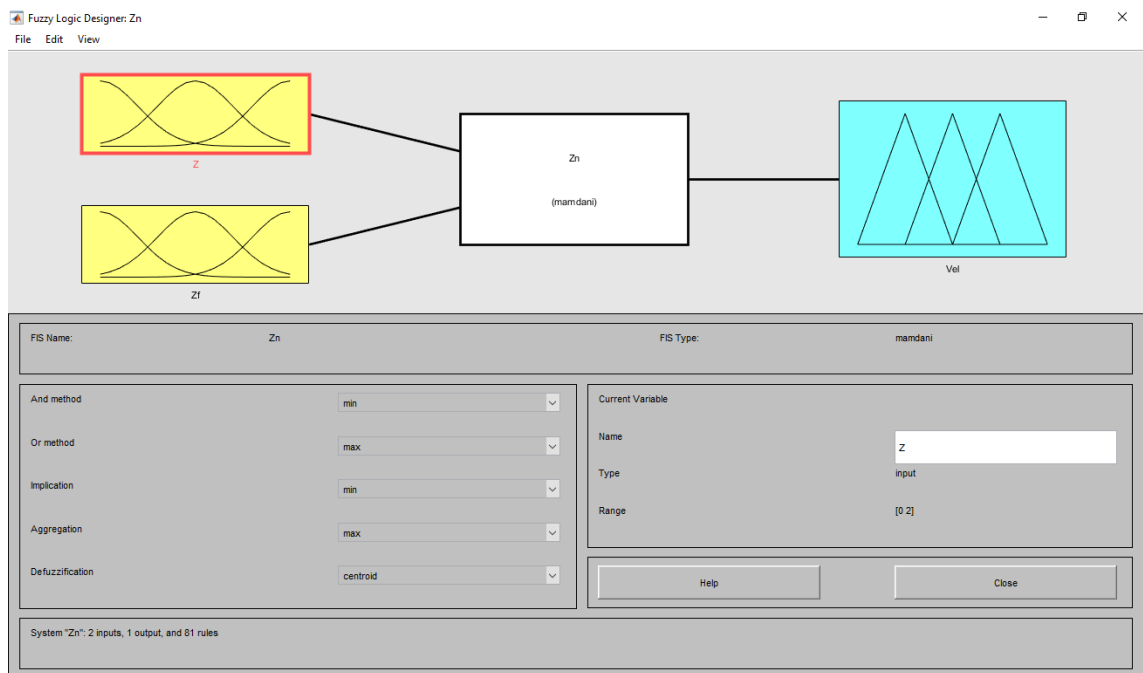 Fuzzy Logic Designer: Zn
File Edit View
Z
Zf
Zn
(mamdani)
Vel
FIS Name: Zn FIS Type: mamdani
And method min
Or method max
Implication min
Aggregation max
Defuzzification centroid
Current Variable
Name Z
Type input
Range [0 2]
Help Close
System "Zn": 2 inputs, 1 output, and 81 rules